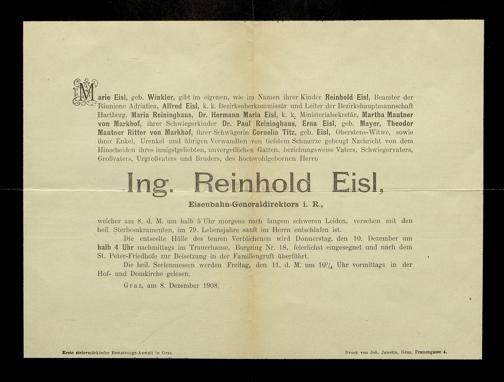 Marie Eisl, geb. Winkler, gibt im eigenen, wie im Namen ihrer Kinder Reinhold Eisl, Beamter der
Riunione Adriatica, Alfred Eisl, k. k. Bezirksoberkommissär und Leiter der Bezirkshauptmannschaft
Hartberg, Maria Reininghaus, Dr. Hermann Maria Eisl, k. k. Ministerialsekretär, Martha Mautner
von Markhof, ihrer Schwiegerkinder Dr. Paul Reininghaus, Erna Eisl, geb. Mayer, Theodor
Mautner Ritter von Markhof, ihrer Schwägerin Cornelia Titz, geb. Eisl, Oberstens-Witwe, sowie
ihrer Enkel, Urenkel und übrigen Verwandten von tiefstem Schmerze gebeugt Nachricht von dem
Hinscheiden ihres innigstgeliebten, unvergeßlichen Gatten, beziehungsweise Vaters, Schwiegervaters,
Großvaters, Urgroßvaters und Bruders, des hochwohlgebornen Herrn
Ing. Reinhold Eisl,
Eisenbahn-Generaldirektors i. R.,
welcher am 8. d. M. um halb 5 Uhr morgens nach langem schweren Leiden, versehen mit den
heil. Sterbesakramenten, im 79. Lebensjahre sanft im Herrn entschlafen ist.
Die entseelte Hülle des teuren Verblichenen wird Donnerstag, den 10. Dezember um
halb 4 Uhr nachmittags im Trauerhause, Burgring Nr. 18, feierlichst eingesegnet und nach dem
St. Peter-Friedhofe zur Beisetzung in der Familiengruft überführt.
Die heil. Seelenmessen werden Freitag, den 11. d. M. um 10¼ Uhr vormittags in der
Hof- und Domkirche gelesen.
Graz, am 8. Dezember 1908.
Erste steiermärkische Bestattungs-Anstalt in Graz. Druck von Joh. Janotta, Graz, Frauengasse 4.